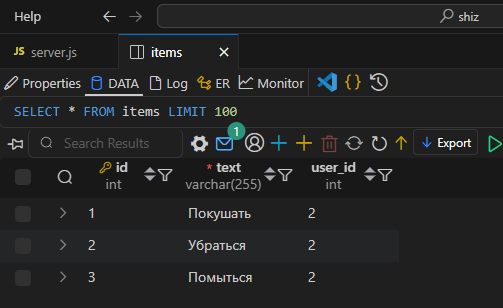 Help
shiz
JS server.js
items
Properties DATA Log ER Monitor {}
SELECT * FROM items LIMIT 100
Search Results 1 Export
id * text user_id
int varchar(255) int
1 Покушать 2
2 Убраться 2
3 Помыться 2